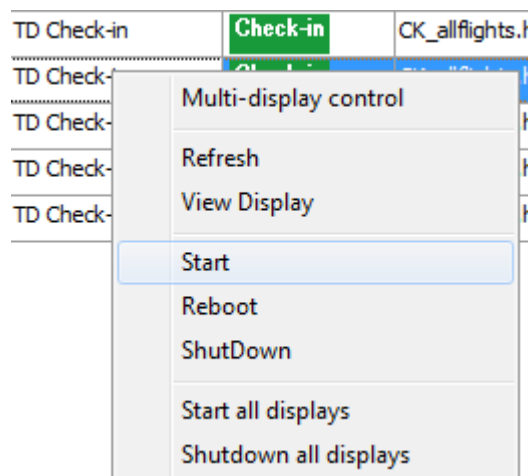 TD Check-in Check-in CK_allflights.h
TD Check-
Multi-display control
TD Check-
Refresh
TD Check-
View Display
TD Check-
Start
Reboot
ShutDown
Start all displays
Shutdown all displays